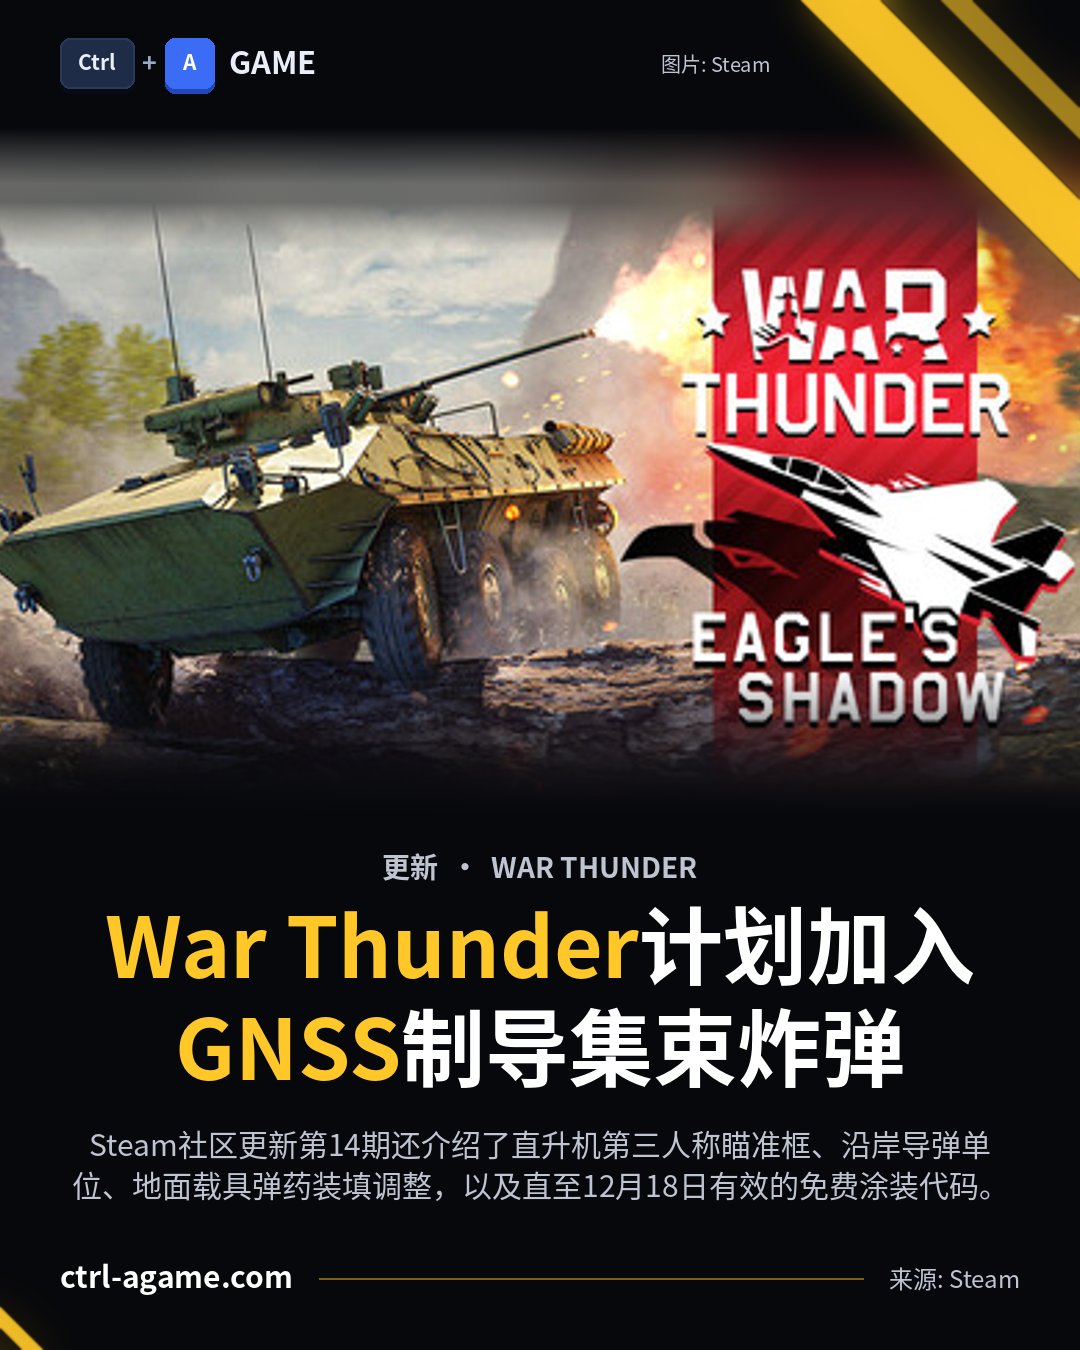 Ctrl + A GAME
图片: Steam
WAR
THUNDER
EAGLE'S
SHADOW
更新 • WAR THUNDER
War Thunder计划加入
GNSS制导集束炸弹
Steam社区更新第14期还介绍了直升机第三人称瞄准框、沿岸导弹单
位、地面载具弹药装填调整，以及直至12月18日有效的免费涂装代码。
ctrl-agame.com
来源: Steam